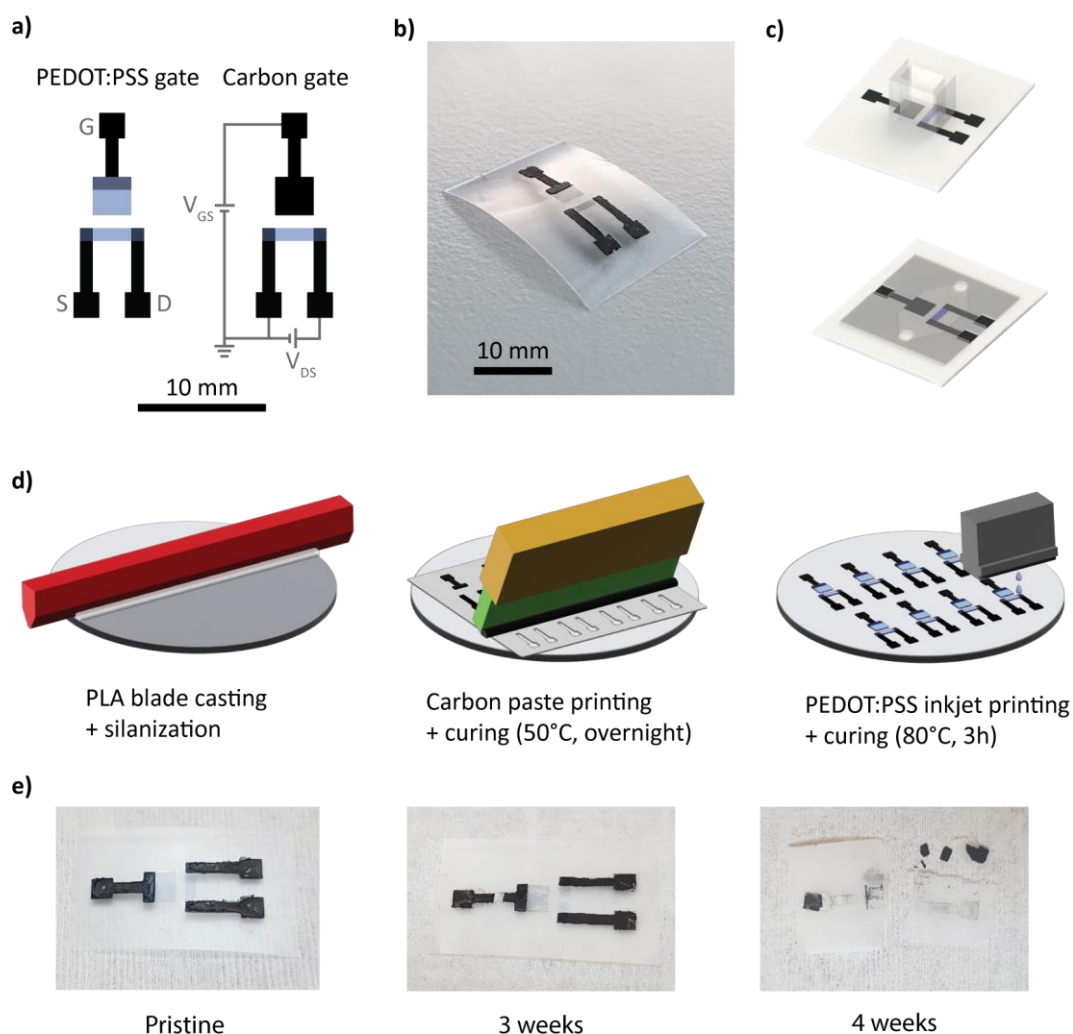 a)
PEDOT:PSS gate
Carbon gate
G
V
GS
S
D
V
DS
10 mm
b)
10 mm
c)
d)
PLA blade casting
+ silanization
Carbon paste printing
+ curing (50°C, overnight)
PEDOT:PSS inkjet printing
+ curing (80°C, 3h)
e)
Pristine
3 weeks
4 weeks